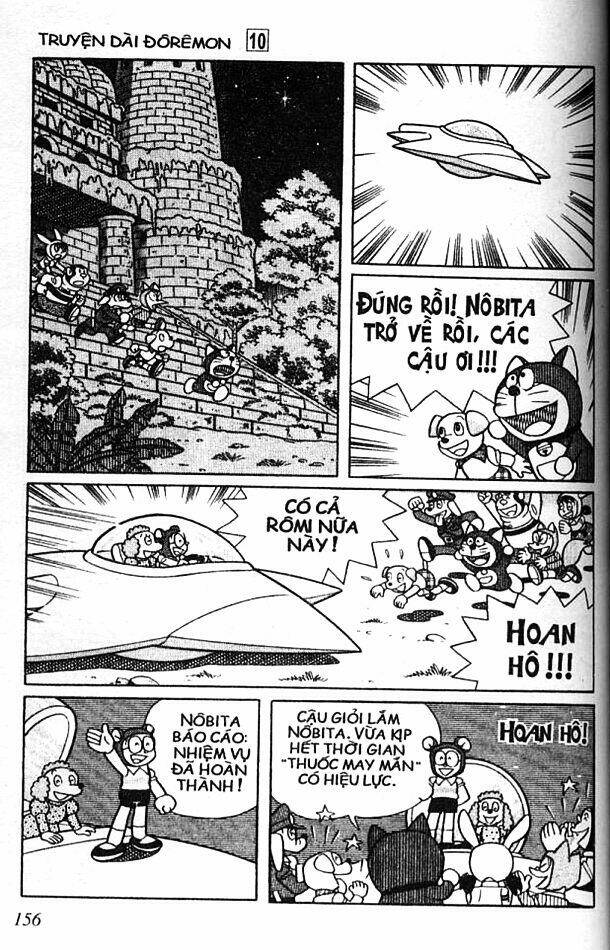 TRUYỆN DÀI ĐÔRÊMON 10
ĐÚNG RỒI! NÔBITA
TRỞ VỀ RỒI, CÁC
CẬU ƠI!!!
CÓ CẢ
RÔMI NỮA
NÀY!
HOAN
HÔ!!!
NÔBITA
BÁO CÁO:
NHIỆM VỤ
ĐÃ HOÀN
THÀNH!
CẬU GIỎI LẮM
NÔBITA. VỪA KỊP
HẾT THỜI GIAN
"THUỐC MAY MẮN"
CÓ HIỆU LỰC.
HOAN HÔ!
156